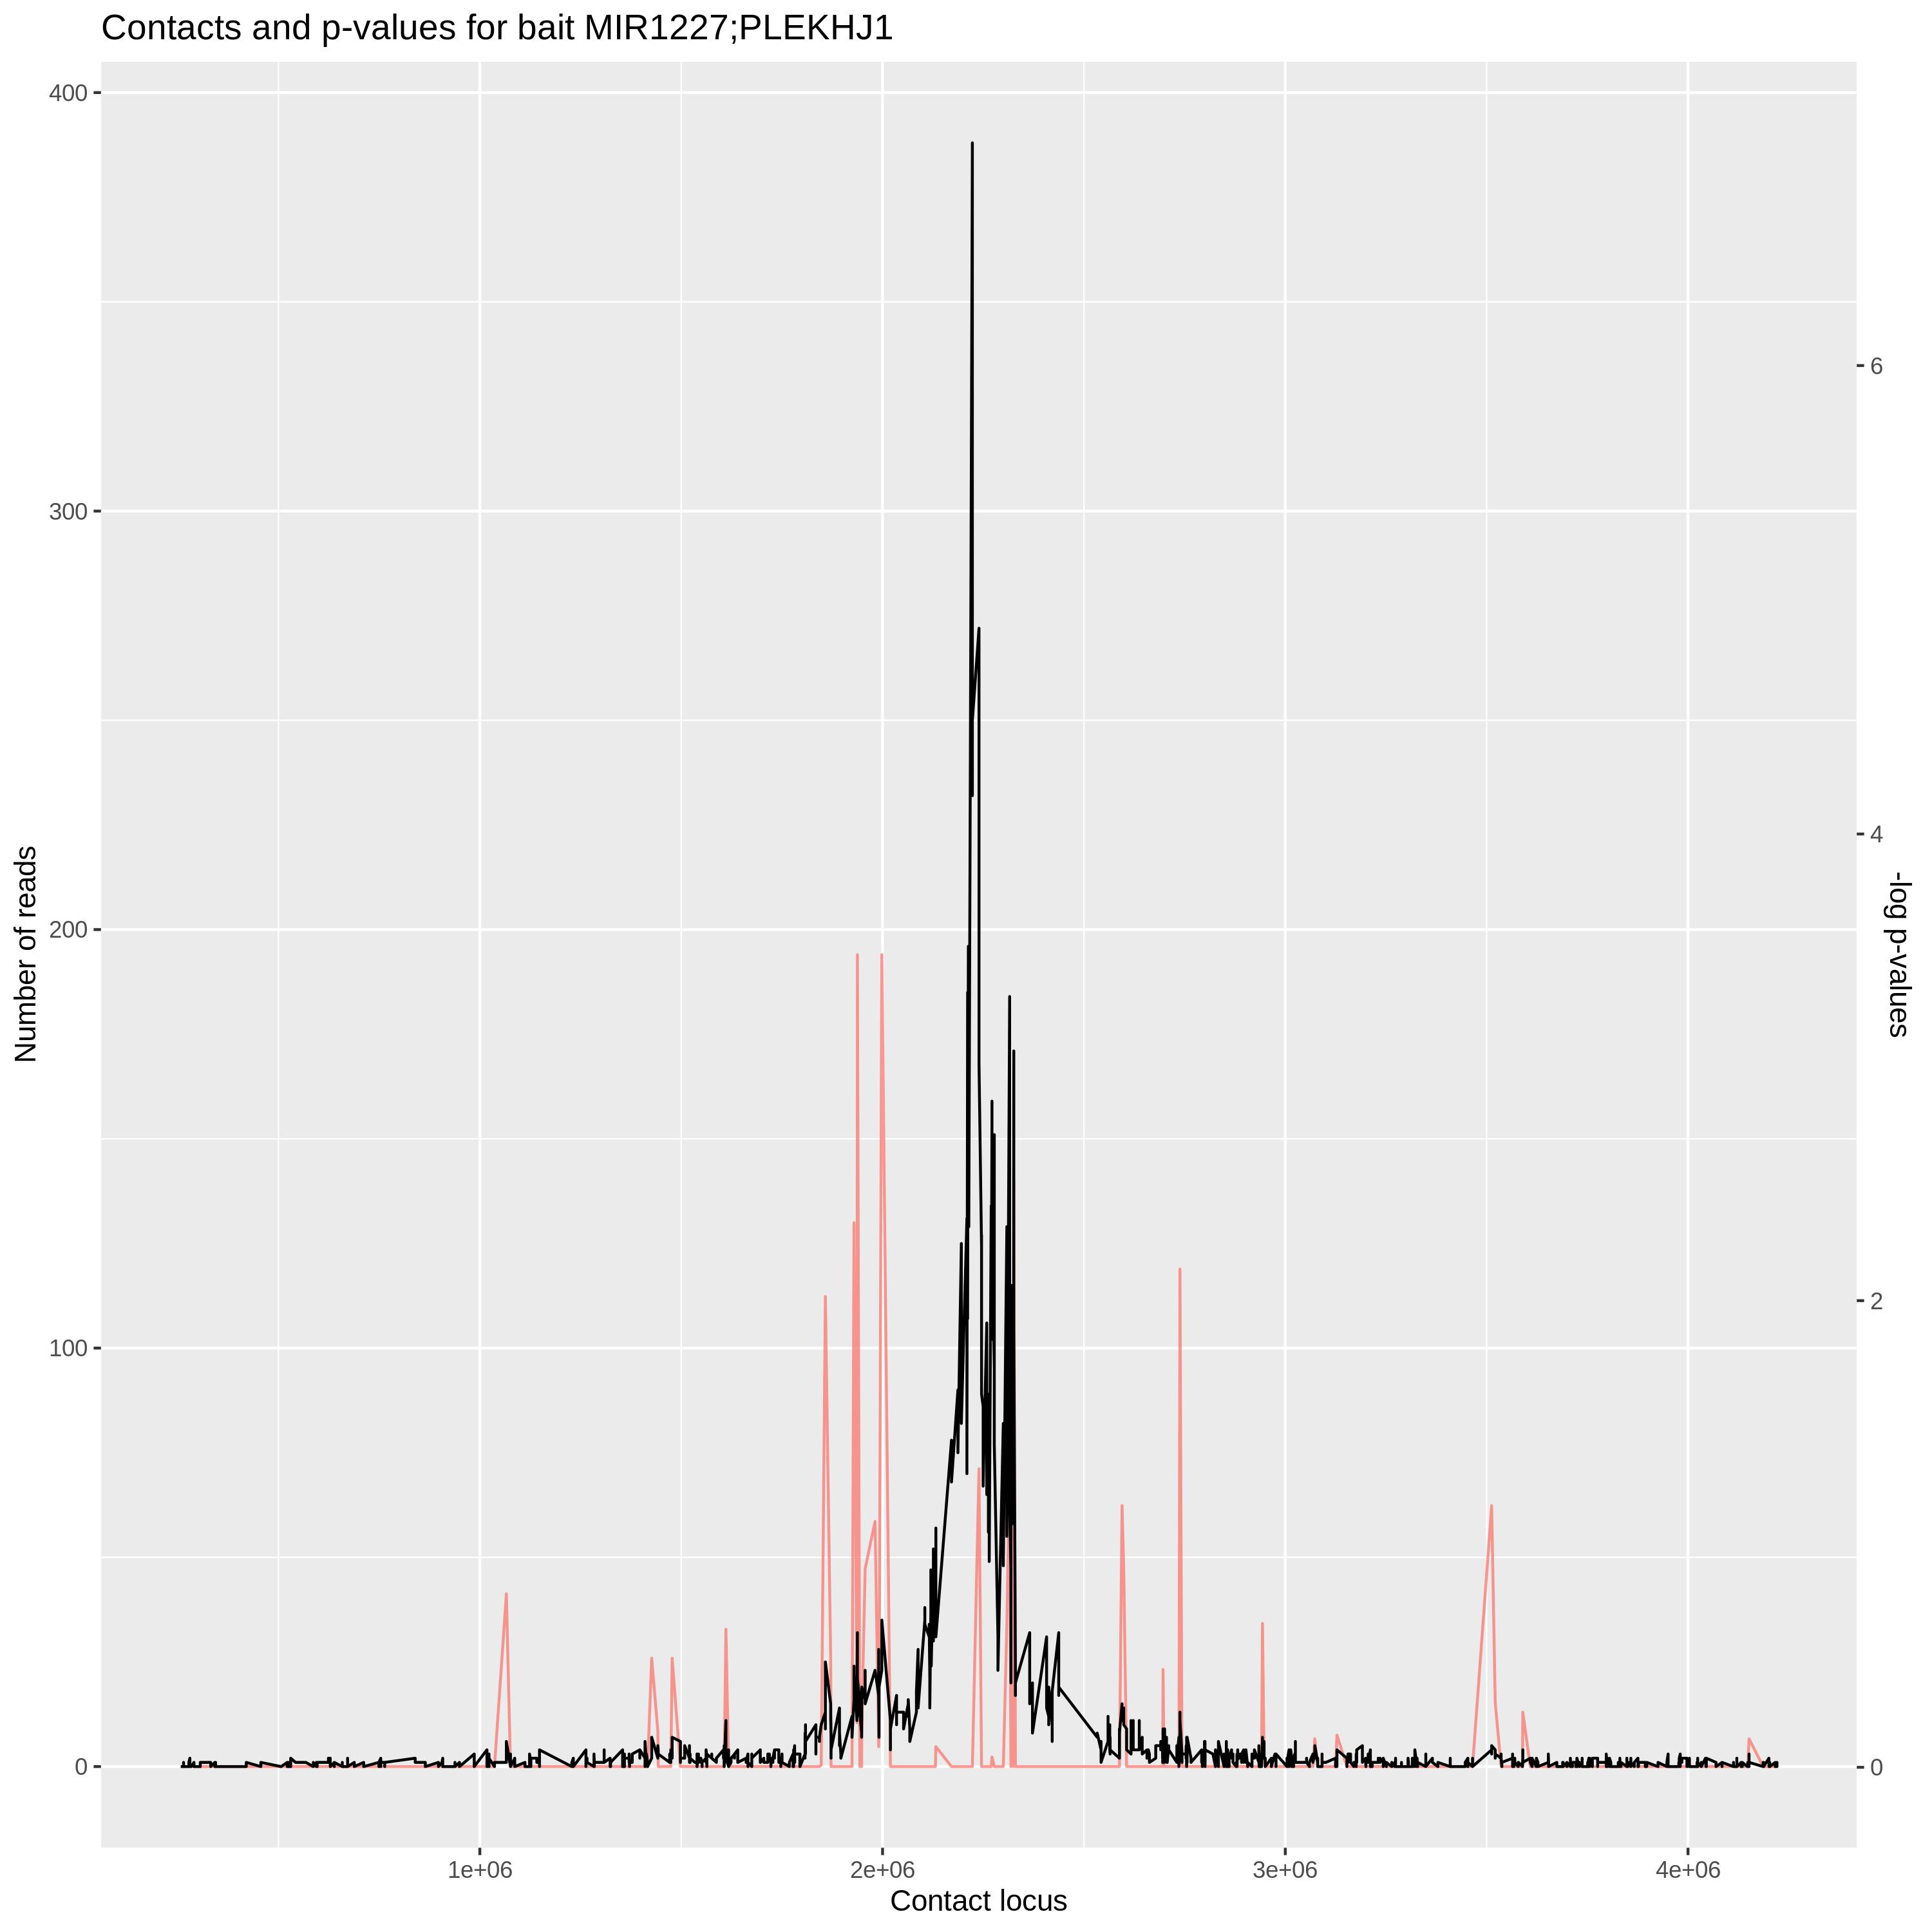 Contacts and p-values for bait MIR1227;PLEKHJ1
400
300
200
100
0
Number of reads
6
4
2
0
-log p-values
1e+06
2e+06
3e+06
4e+06
Contact locus